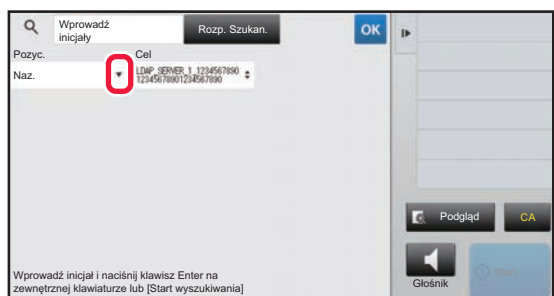 Wprowadź
inicjały
Rozp. Szukan.
OK
Pozyc.
Cel
Naz.
LDAP_SERVER_1_1234567890
12345678901234567890
Podgląd
CA
Głośnik
Start
Wprowadź inicjał i naciśnij klawisz Enter na
zewnętrznej klawiaturze lub [Start wyszukiwania]